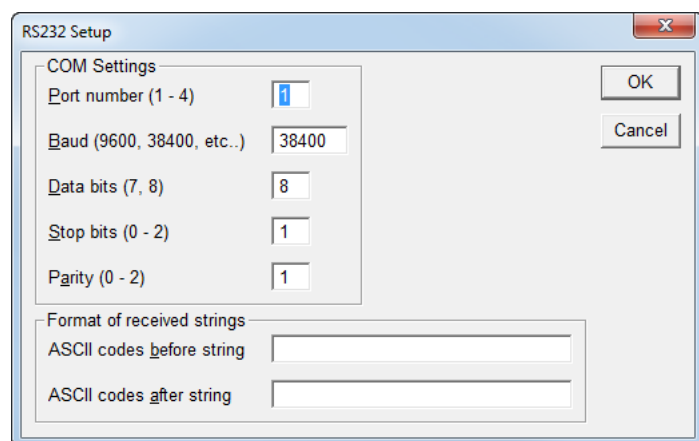 RS232 Setup
COM Settings
Port number (1 - 4) 1
OK
Baud (9600, 38400, etc..) 38400
Cancel
Data bits (7, 8) 8
Stop bits (0 - 2) 1
Parity (0 - 2) 1
Format of received strings
ASCII codes before string
ASCII codes after string